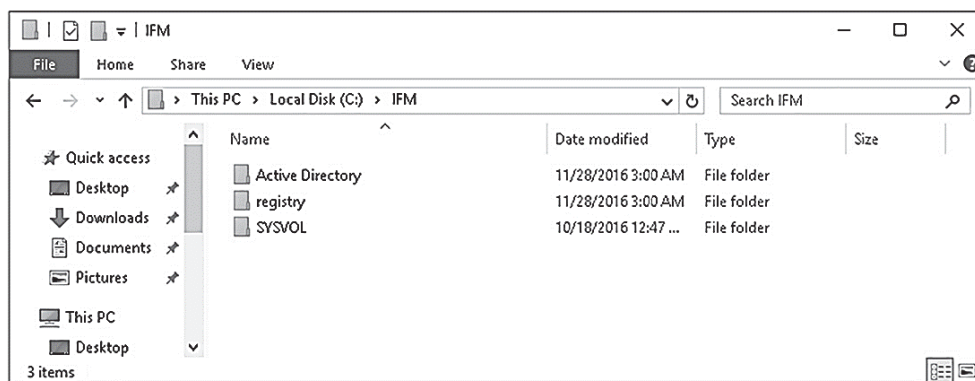 IFM
File Home Share View
This PC > Local Disk (C:) > IFM
Search IFM
Name Date modified Type Size
Quick access
Desktop
Downloads
Documents
Pictures
This PC
Desktop
Active Directory 11/28/2016 3:00 AM File folder
registry 11/28/2016 3:00 AM File folder
SYSVOL 10/18/2016 12:47 ... File folder
3 items